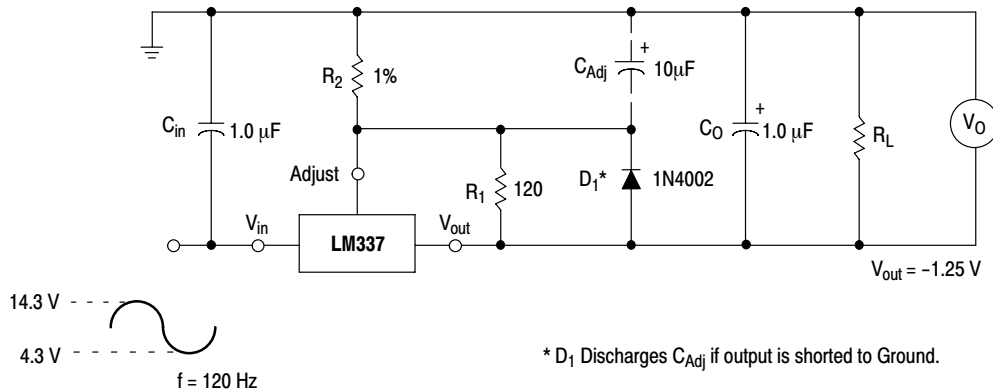 R2
1%
CAdj
+
10μF
Cin
1.0 μF
CO
+
1.0 μF
RL
VO
Adjust
R1
120
D1*
1N4002
Vin
LM337
Vout
Vout = –1.25 V
14.3 V
4.3 V
f = 120 Hz
* D1 Discharges CAdj if output is shorted to Ground.